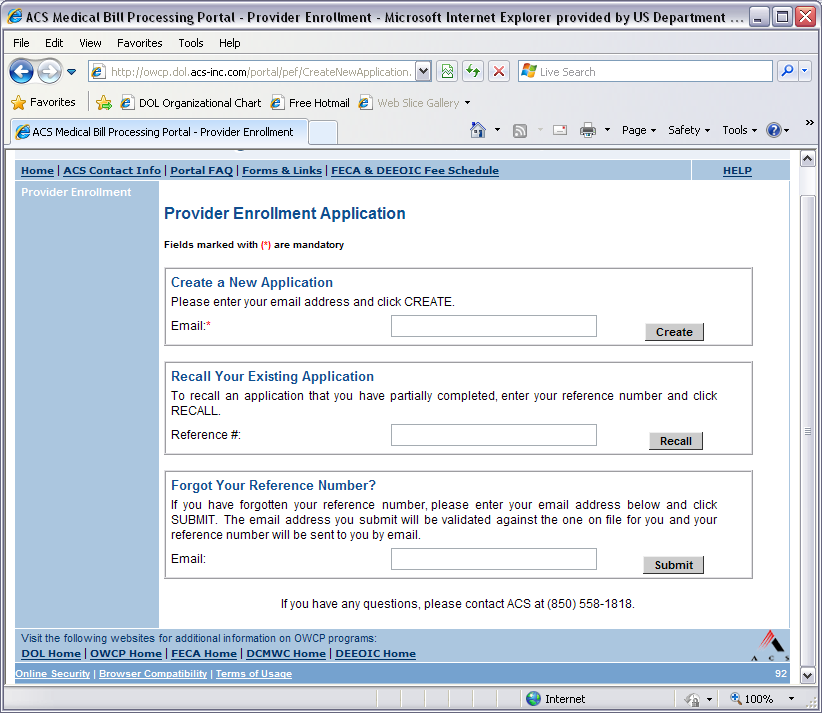 ACS Medical Bill Processing Portal - Provider Enrollment - Microsoft Internet Explorer provided by US Department ...
File Edit View Favorites Tools Help
http://owcp.dol.acs-inc.com/portal/pef/CreateNewApplication. Live Search
Favorites DOL Organizational Chart Free Hotmail Web Slice Gallery
ACS Medical Bill Processing Portal - Provider Enrollment Page Safety Tools »
Home | ACS Contact Info | Portal FAQ | Forms & Links | FECA & DEEOIC Fee Schedule HELP
Provider Enrollment
Provider Enrollment Application
Fields marked with (*) are mandatory
Create a New Application
Please enter your email address and click CREATE.
Email:* Create
Recall Your Existing Application
To recall an application that you have partially completed, enter your reference number and click
RECALL.
Reference #: Recall
Forgot Your Reference Number?
If you have forgotten your reference number, please enter your email address below and click
SUBMIT. The email address you submit will be validated against the one on file for you and your
reference number will be sent to you by email.
Email: Submit
If you have any questions, please contact ACS at (850) 558-1818.
Visit the following websites for additional information on OWCP programs:
DOL Home | OWCP Home | FECA Home | DCMWC Home | DEEOIC Home
A C S
Online Security | Browser Compatibility | Terms of Usage 92
Internet 100%